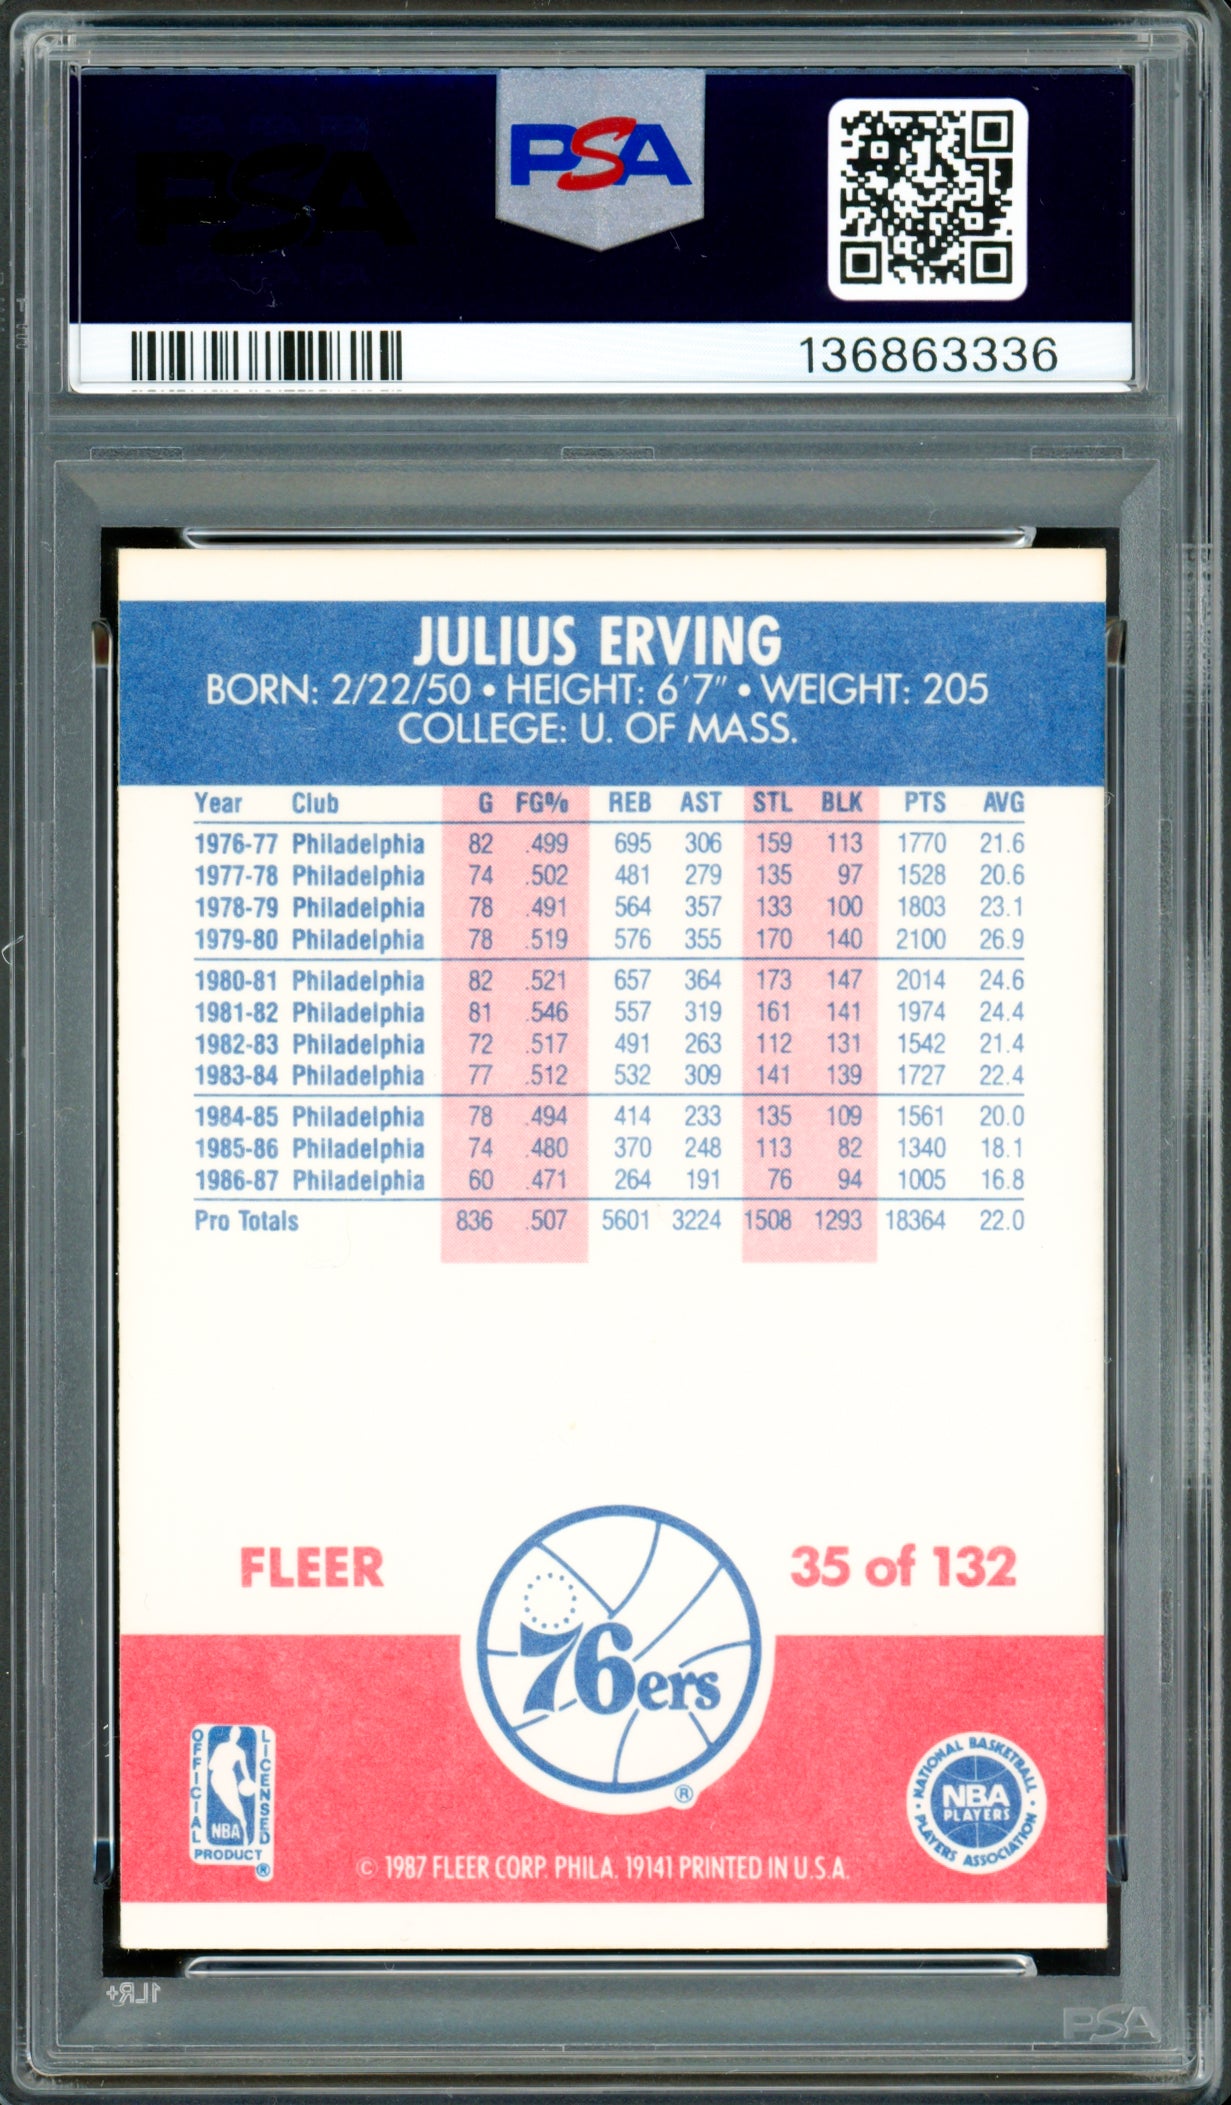 PSA
PSA
136863336
JULIUS ERVING
BORN: 2/22/50 • HEIGHT: 6'7" • WEIGHT: 205
COLLEGE: U. OF MASS.
Year Club G FG% REB AST STL BLK PTS AVG
1976-77 Philadelphia 82 .499 695 306 159 113 1770 21.6
1977-78 Philadelphia 74 .502 481 279 135 97 1528 20.6
1978-79 Philadelphia 78 .491 564 357 133 100 1803 23.1
1979-80 Philadelphia 78 .519 576 355 170 140 2100 26.9
1980-81 Philadelphia 82 .521 657 364 173 147 2014 24.6
1981-82 Philadelphia 81 .546 557 319 161 141 1974 24.4
1982-83 Philadelphia 72 .517 491 263 112 131 1542 21.4
1983-84 Philadelphia 77 .512 532 309 141 139 1727 22.4
1984-85 Philadelphia 78 .494 414 233 135 109 1561 20.0
1985-86 Philadelphia 74 .480 370 248 113 82 1340 18.1
1986-87 Philadelphia 60 .471 264 191 76 94 1005 16.8
Pro Totals 836 .507 5601 3224 1508 1293 18364 22.0
FLEER
35 of 132
76ers
®
OFFICIAL LICENSED
NBA
PRODUCT
®
NATIONAL BASKETBALL
NBA
PLAYERS
PLAYERS ASSOCIATION
© 1987 FLEER CORP. PHILA. 19141 PRINTED IN U.S.A.
1LR+
PSA